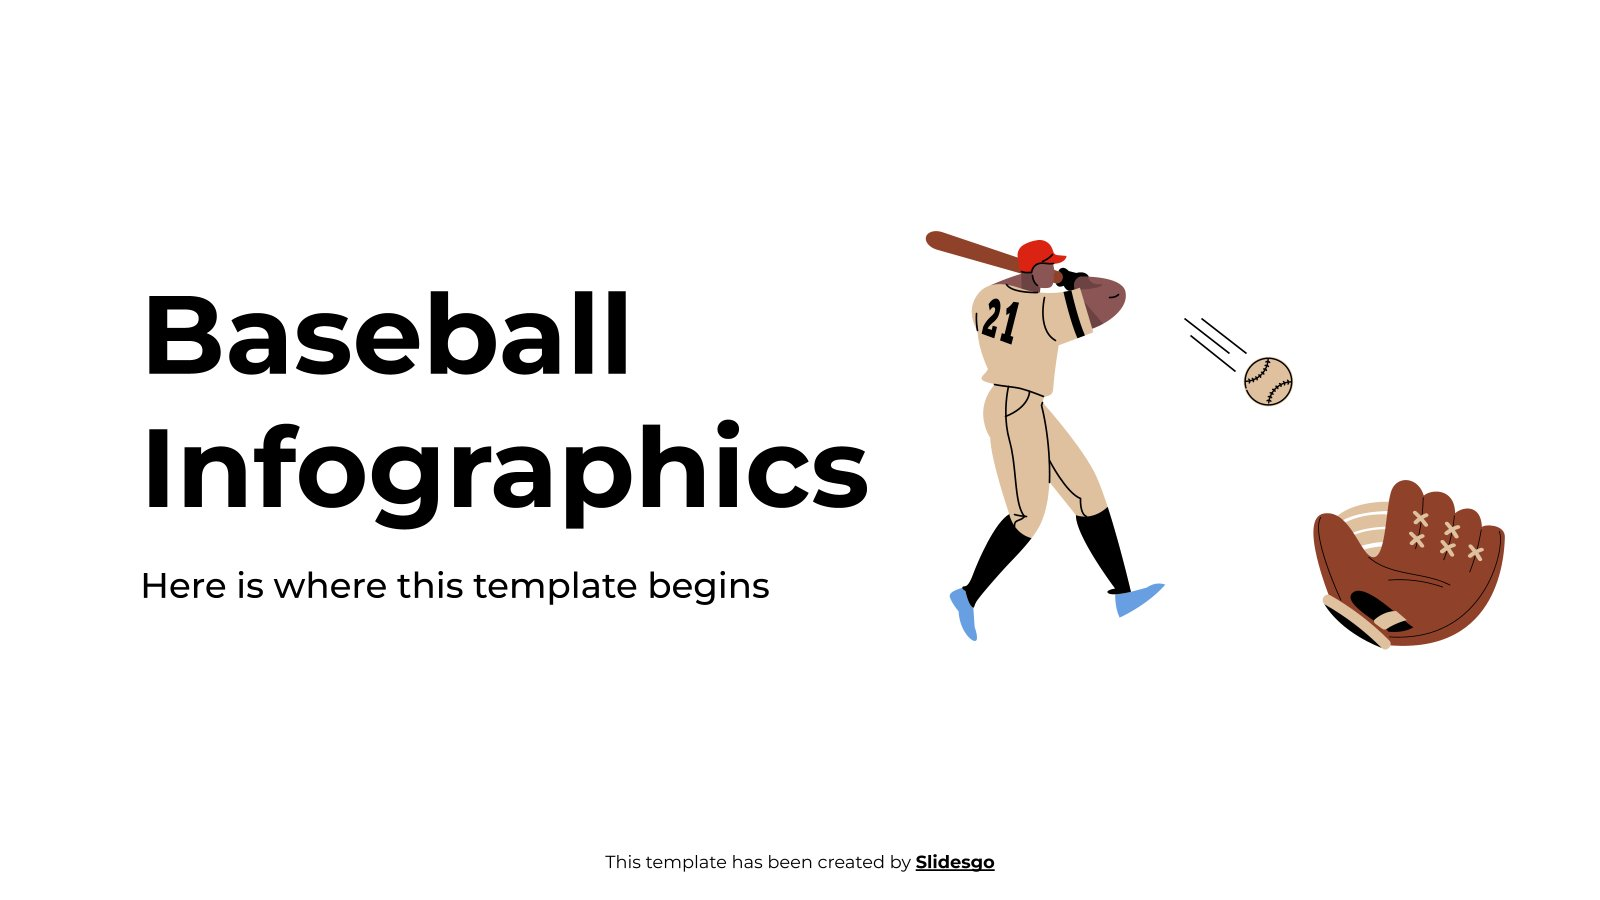 Baseball
Infographics
Here is where this template begins
21
This template has been created by Slidesgo